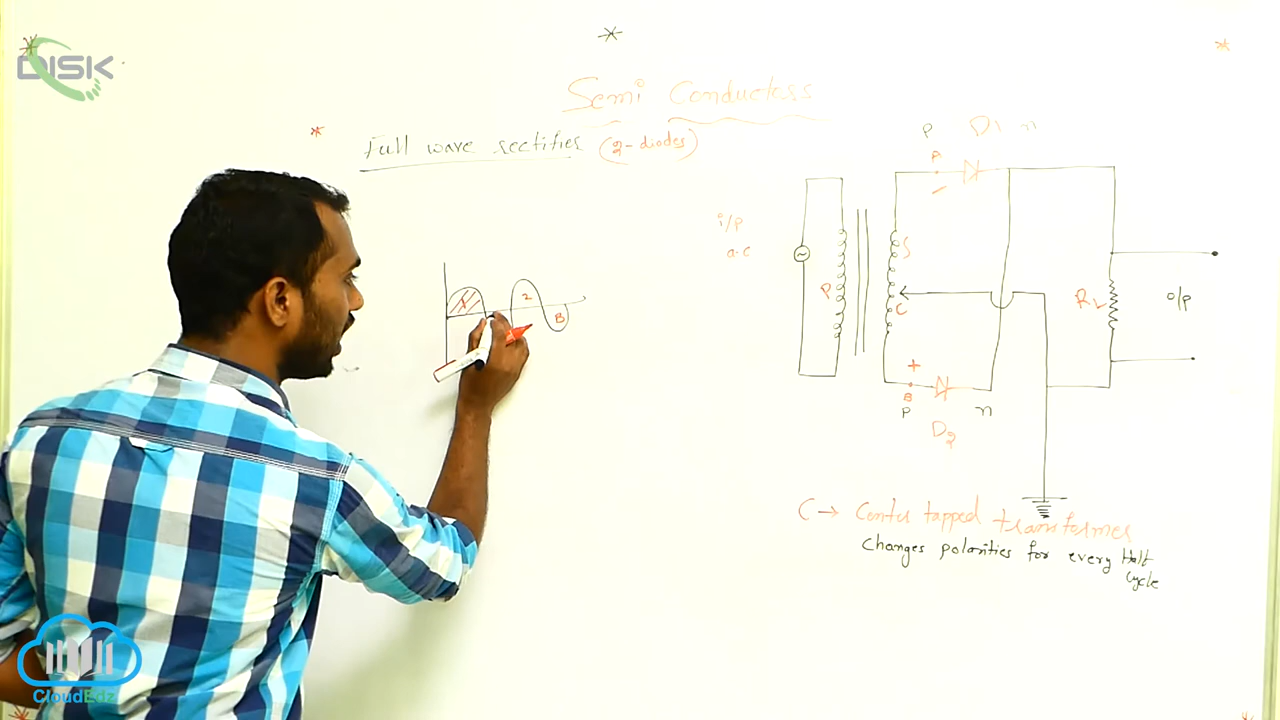 DISK
Semi Conductors
Full wave rectifier (2-diodes)
P D1 n
A
-
i/p
a.c
P
S
C
RL
o/p
2
B
+
B
P n
D2
C → Center tapped transformer
Changes polarities for every Half
Cycle
CloudEdz